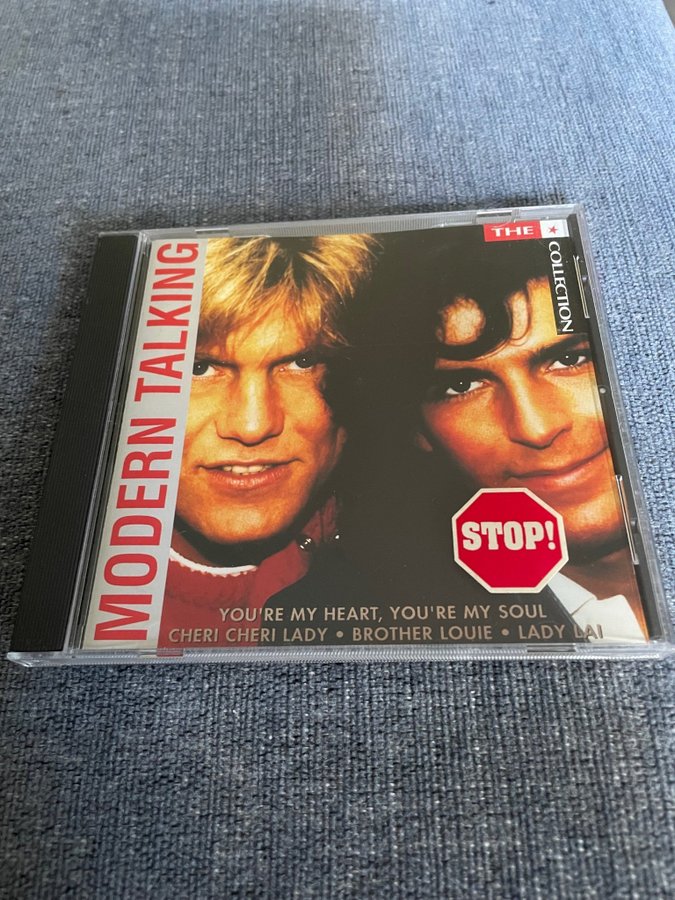 MODERN TALKING
THE
COLLECTION
STOP!
YOU'RE MY HEART, YOU'RE MY SOUL
CHERI CHERI LADY • BROTHER LOUIE • LADY LAI